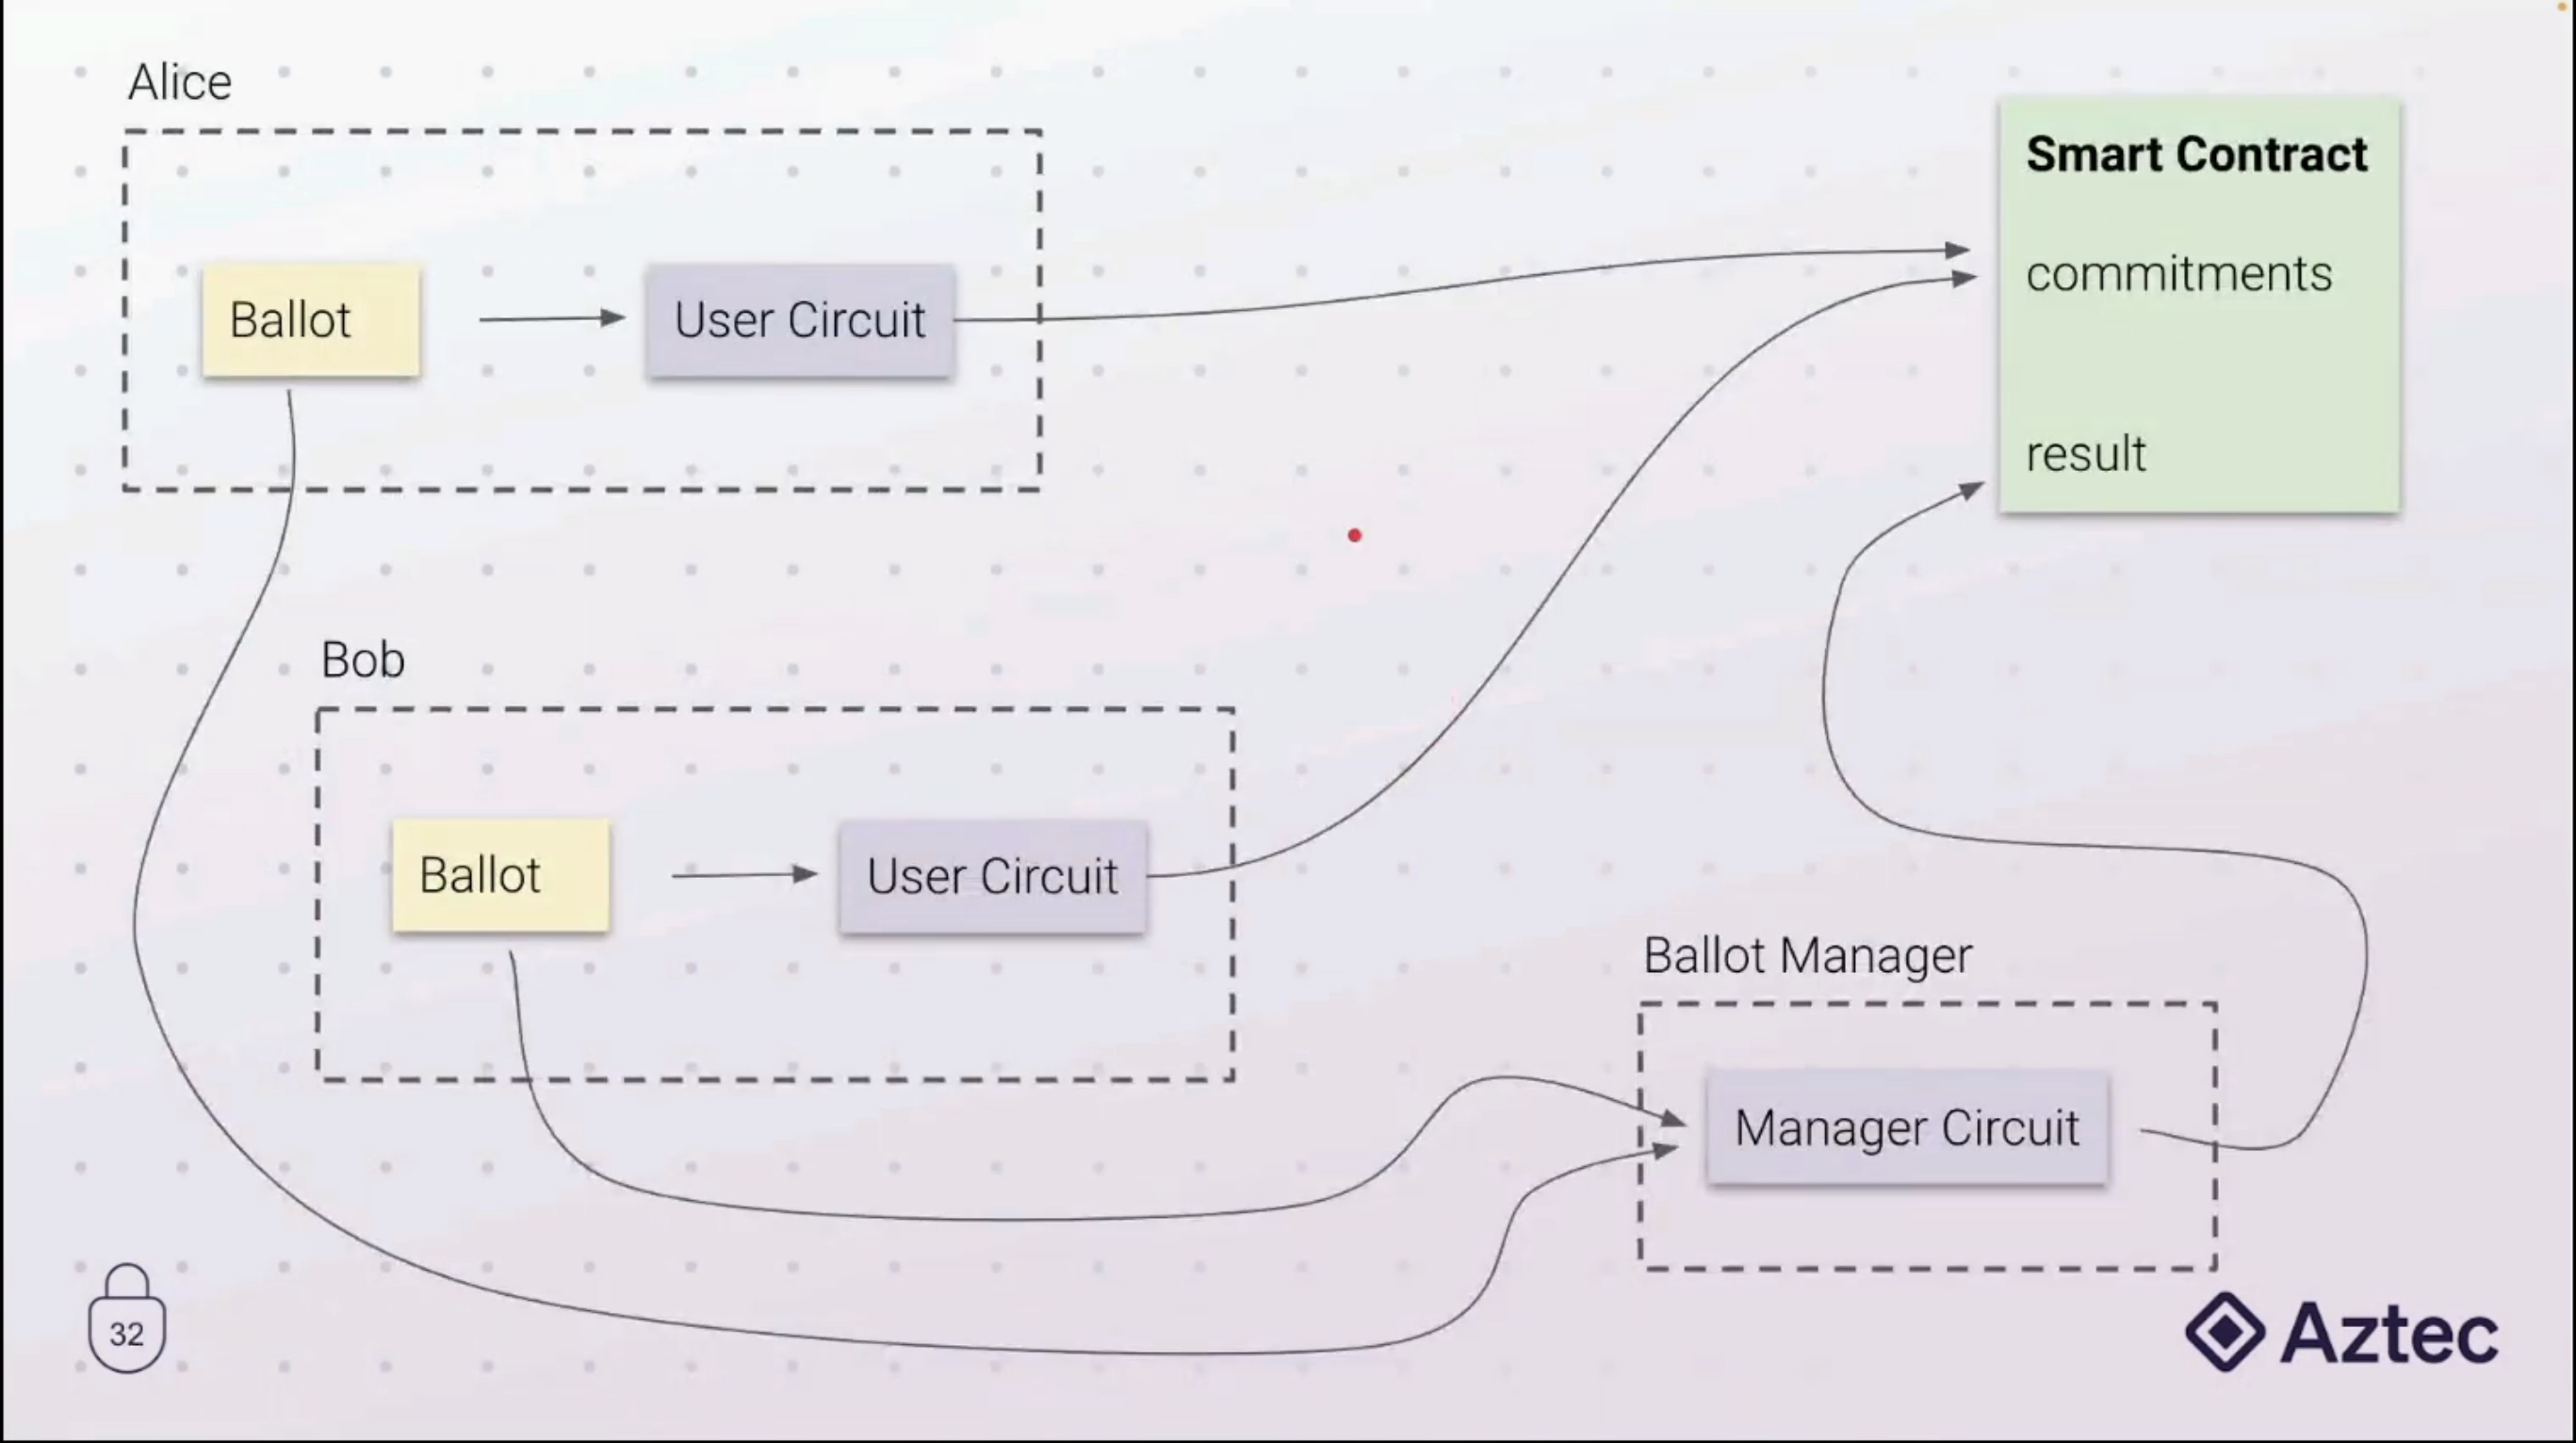 Alice
Ballot
User Circuit
Smart Contract
commitments
result
Bob
Ballot
User Circuit
Ballot Manager
Manager Circuit
32
Aztec